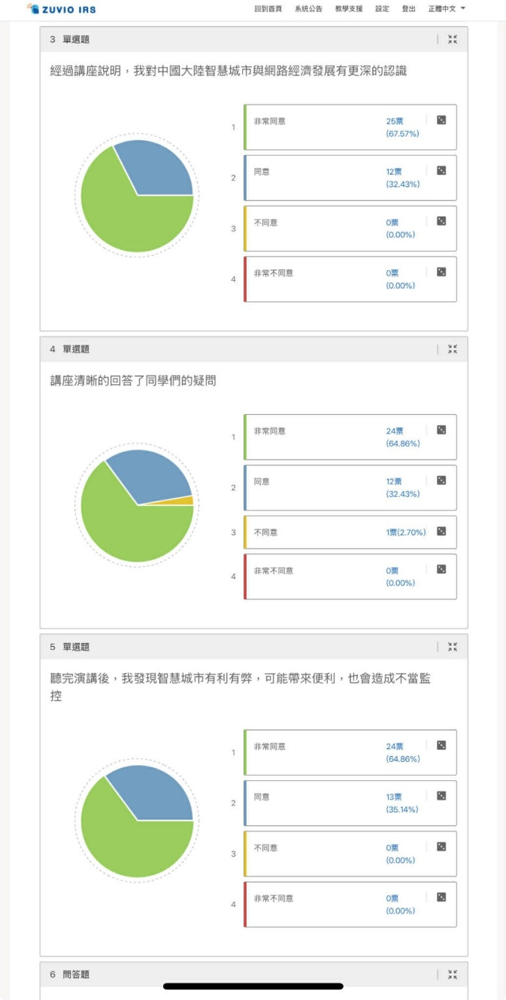 ZUVIO IRS
回到首頁 系統公告 教學支援 設定 登出 正體中文
3 單選題
經過講座說明，我對中國大陸智慧城市與網路經濟發展有更深的認識
1 非常同意 25票
(67.57%)
2 同意 12票
(32.43%)
3 不同意 0票
(0.00%)
4 非常不同意 0票
(0.00%)
4 單選題
講座清晰的回答了同學們的疑問
1 非常同意 24票
(64.86%)
2 同意 12票
(32.43%)
3 不同意 1票(2.70%)
4 非常不同意 0票
(0.00%)
5 單選題
聽完演講後，我發現智慧城市有利有弊，可能帶來便利，也會造成不當監
控
1 非常同意 24票
(64.86%)
2 同意 13票
(35.14%)
3 不同意 0票
(0.00%)
4 非常不同意 0票
(0.00%)
6 問答題